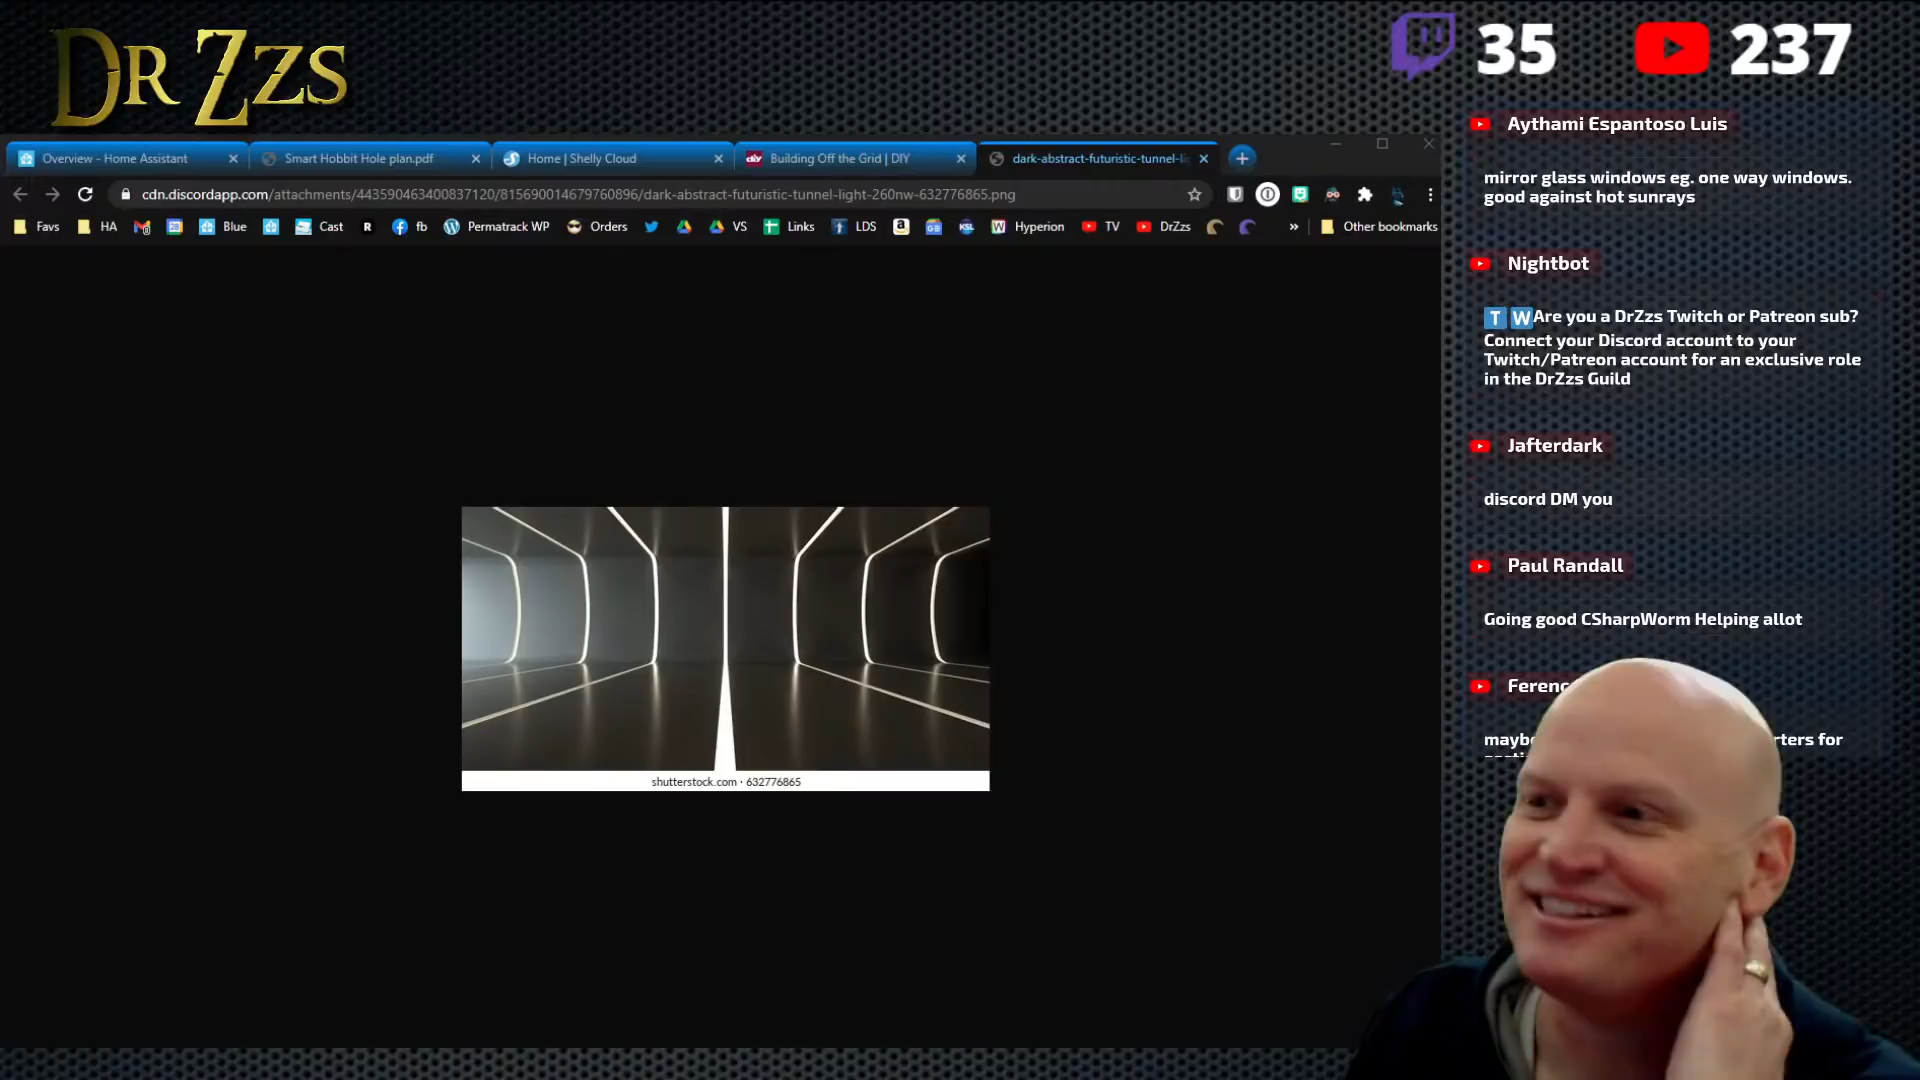 DR ZZS
35
237
Overview - Home Assistant
Smart Hobbit Hole plan.pdf
Home | Shelly Cloud
diy
Building Off the Grid | DIY
dark-abstract-futuristic-tunnel-li
cdn.discordapp.com/attachments/443590463400837120/815690014679760896/dark-abstract-futuristic-tunnel-light-260nw-632776865.png
Favs
HA
Blue
Cast
R
fb
Permatrack WP
Orders
VS
Links
LDS
KSL
Hyperion
TV
DrZzs
»
Other bookmarks
Aythami Espantoso Luis
mirror glass windows eg. one way windows.
good against hot sunrays
Nightbot
T W Are you a DrZzs Twitch or Patreon sub?
Connect your Discord account to your
Twitch/Patreon account for an exclusive role
in the DrZzs Guild
Jafterdark
discord DM you
Paul Randall
Going good CSharpWorm Helping allot
for
shutterstock.com · 632776865